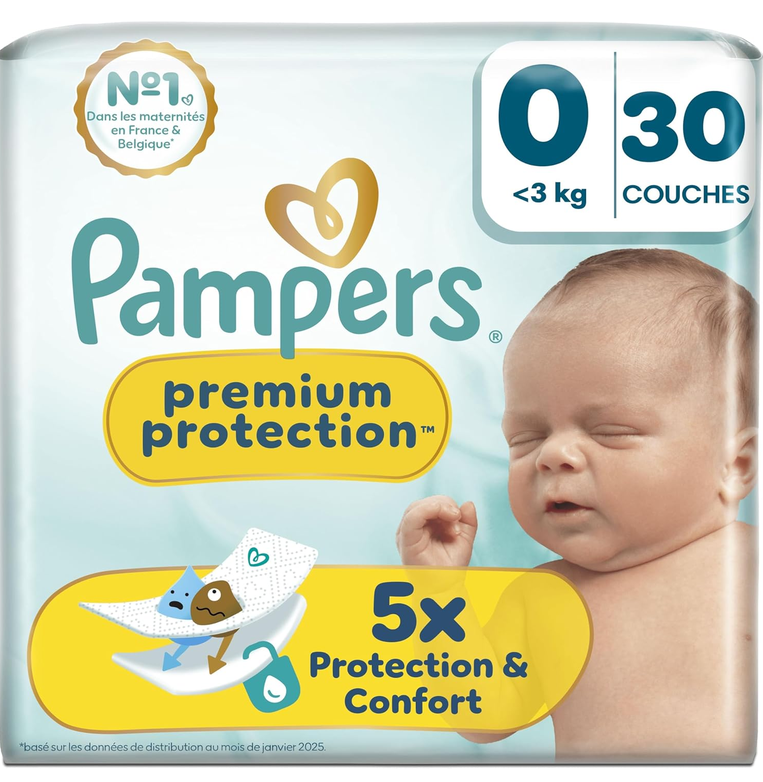 Nº1
Dans les maternités
en France &
Belgique*
0
<3 kg
30
COUCHES
Pampers®
premium
protection™
5x
Protection &
Confort
*basé sur les données de distribution au mois de janvier 2025.